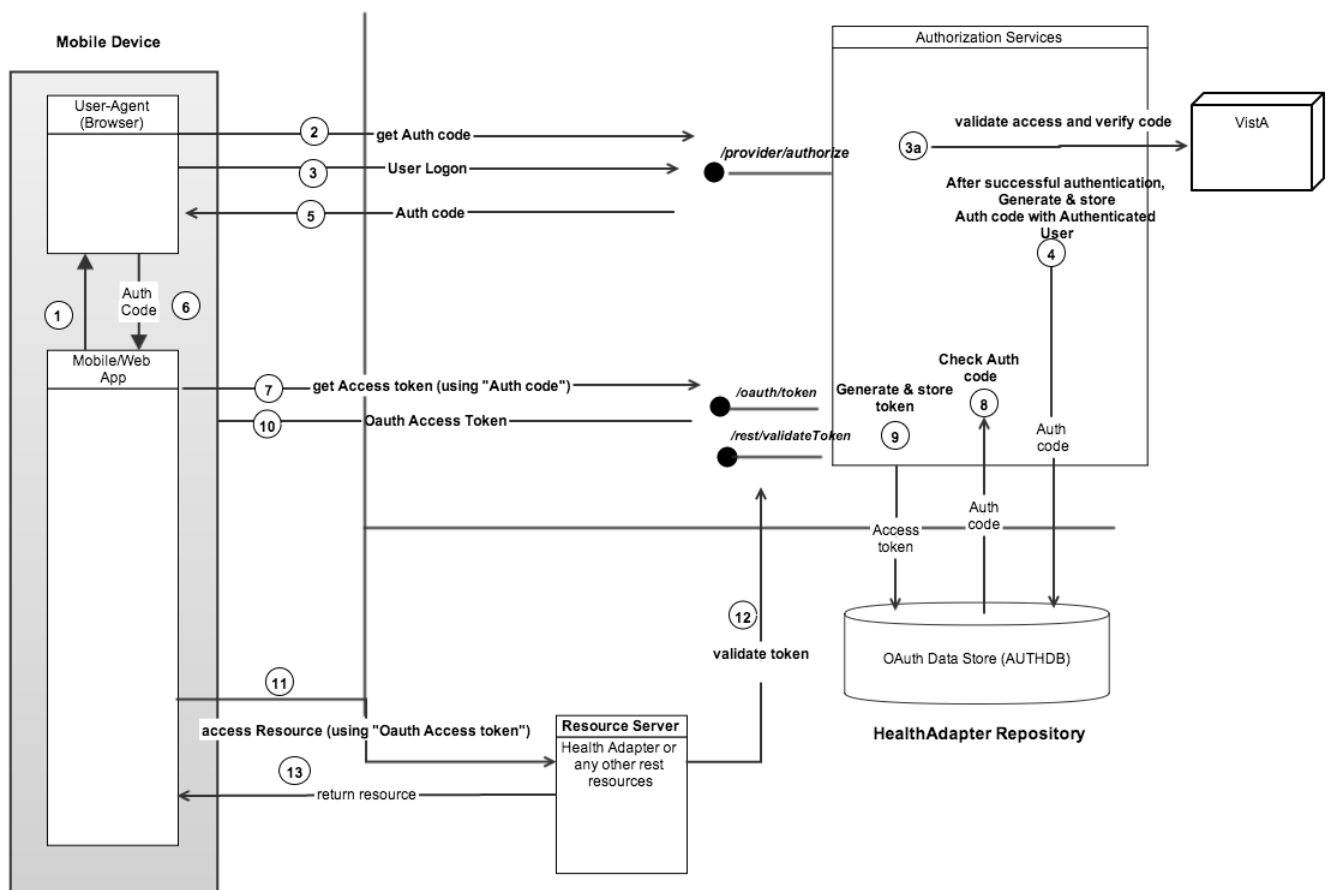 Mobile Device
Authorization Services
User-Agent
(Browser)
2
get Auth code
3
User Logon
5
Auth code
/provider/authorize
3a
validate access and verify code
VistA
After successful authentication,
Generate & store
Auth code with Authenticated
User
4
1
Auth
Code
6
Mobile/Web
App
7
get Access token (using "Auth code")
10
Oauth Access Token
/oauth/token
/rest/validateToken
Generate & store
token
9
Check Auth
code
8
Auth
code
Access
token
Auth
code
12
validate token
OAuth Data Store (AUTHDB)
HealthAdapter Repository
11
access Resource (using "Oauth Access token")
Resource Server
Health Adapter or
any other rest
resources
13
return resource